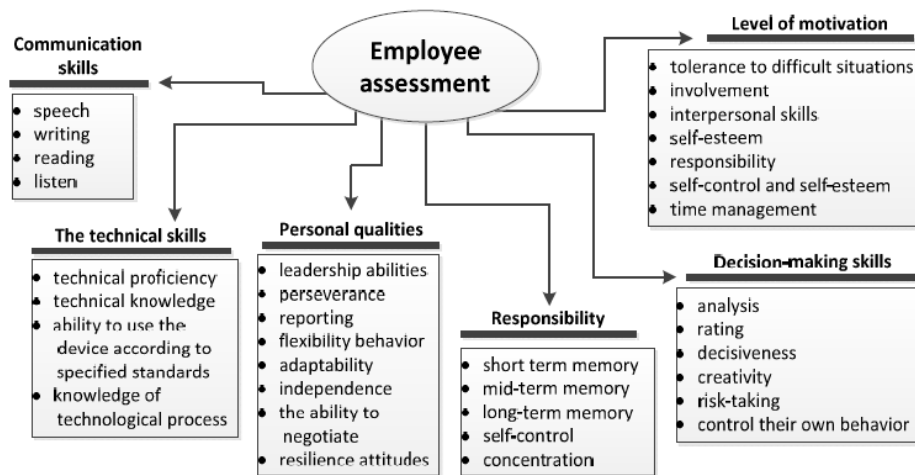 Employee
assessment
Communication
skills
• speech
• writing
• reading
• listen
The technical skills
• technical proficiency
• technical knowledge
• ability to use the
device according to
specified standards
• knowledge of
technological process
Personal qualities
• leadership abilities
• perseverance
• reporting
• flexibility behavior
• adaptability
• independence
• the ability to
negotiate
• resilience attitudes
Responsibility
• short term memory
• mid-term memory
• long-term memory
• self-control
• concentration
Level of motivation
• tolerance to difficult situations
• involvement
• interpersonal skills
• self-esteem
• responsibility
• self-control and self-esteem
• time management
Decision-making skills
• analysis
• rating
• decisiveness
• creativity
• risk-taking
• control their own behavior